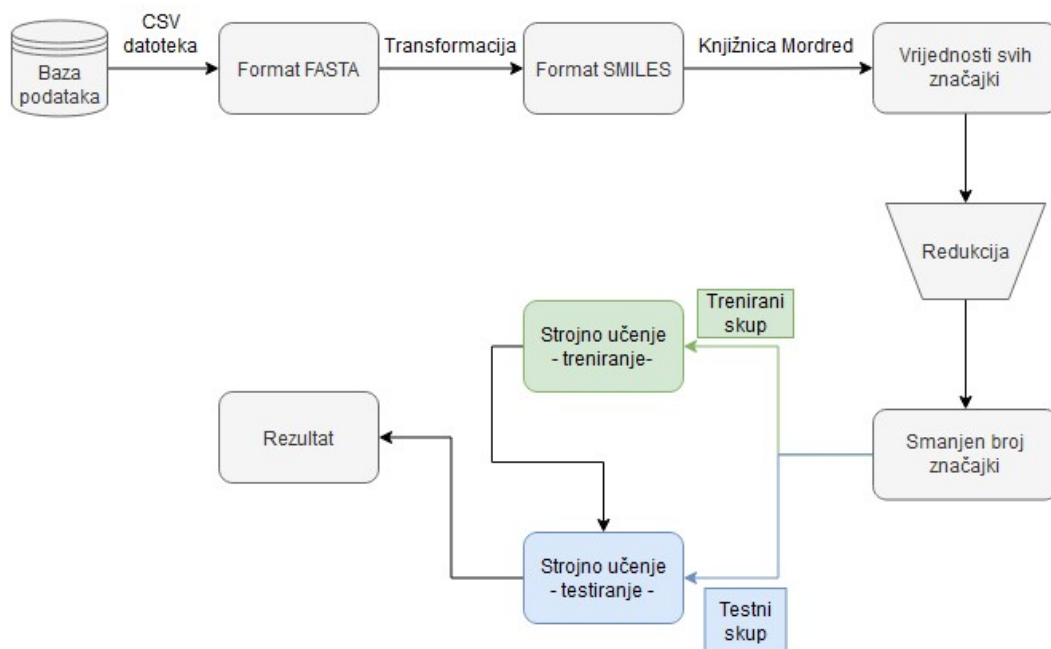 CSV
datoteka
Baza
podataka
Format FASTA
Transformacija
Format SMILES
Knjižnica Mordred
Vrijednosti svih
značajki
Redukcija
Trenirani
skup
Strojno učenje
- treniranje-
Rezultat
Smanjen broj
značajki
Strojno učenje
- testiranje -
Testni
skup